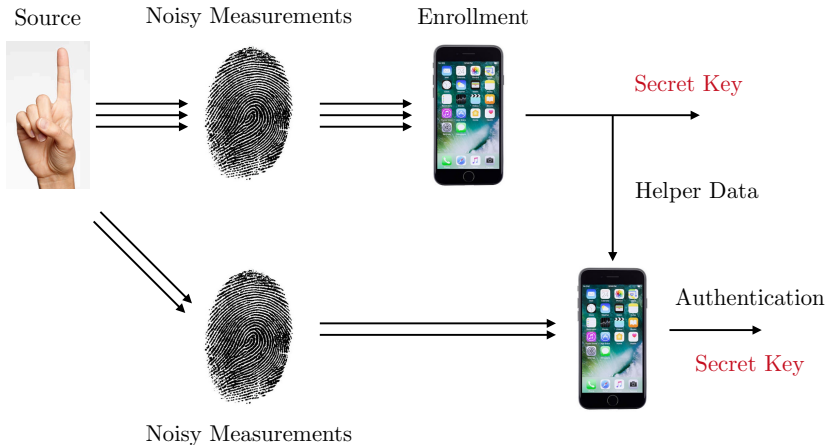 Source
Noisy Measurements
Enrollment
Secret Key
Helper Data
Authentication
Secret Key
Noisy Measurements